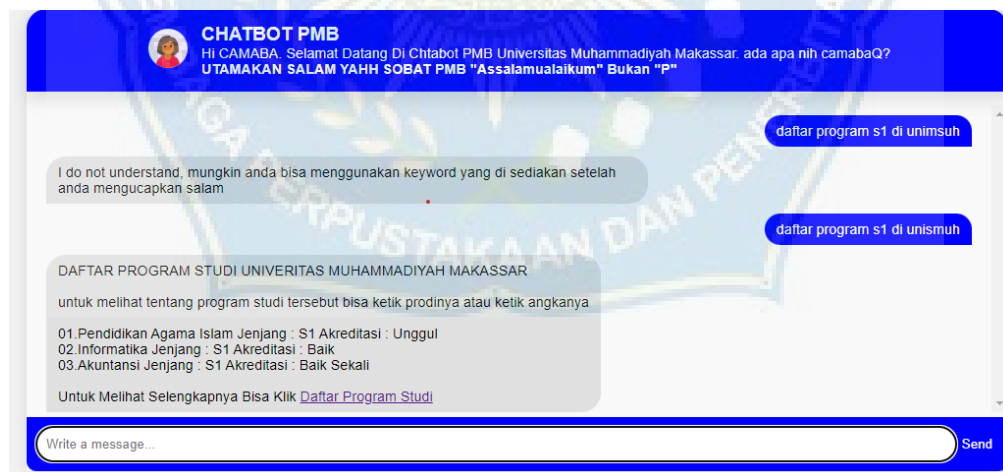 CHATBOT PMB
Hi CAMABA. Selamat Datang Di Chtabot PMB Universitas Muhammadiyah Makassar. ada apa nih camabaQ?
UTAMAKAN SALAM YAHH SOBAT PMB "Assalamualaikum" Bukan "P"
daftar program s1 di unimsuh
I do not understand, mungkin anda bisa menggunakan keyword yang di sediakan setelah
anda mengucapkan salam
daftar program s1 di unismuh
DAFTAR PROGRAM STUDI UNIVERITAS MUHAMMADIYAH MAKASSAR
untuk melihat tentang program studi tersebut bisa ketik prodinya atau ketik angkanya
01.Pendidikan Agama Islam Jenjang : S1 Akreditasi : Unggul
02.Informatika Jenjang : S1 Akreditasi : Baik
03.Akuntansi Jenjang : S1 Akreditasi : Baik Sekali
Untuk Melihat Selengkapnya Bisa Klik Daftar Program Studi
Write a message...
Send
PERPUSTAKAAN DAN